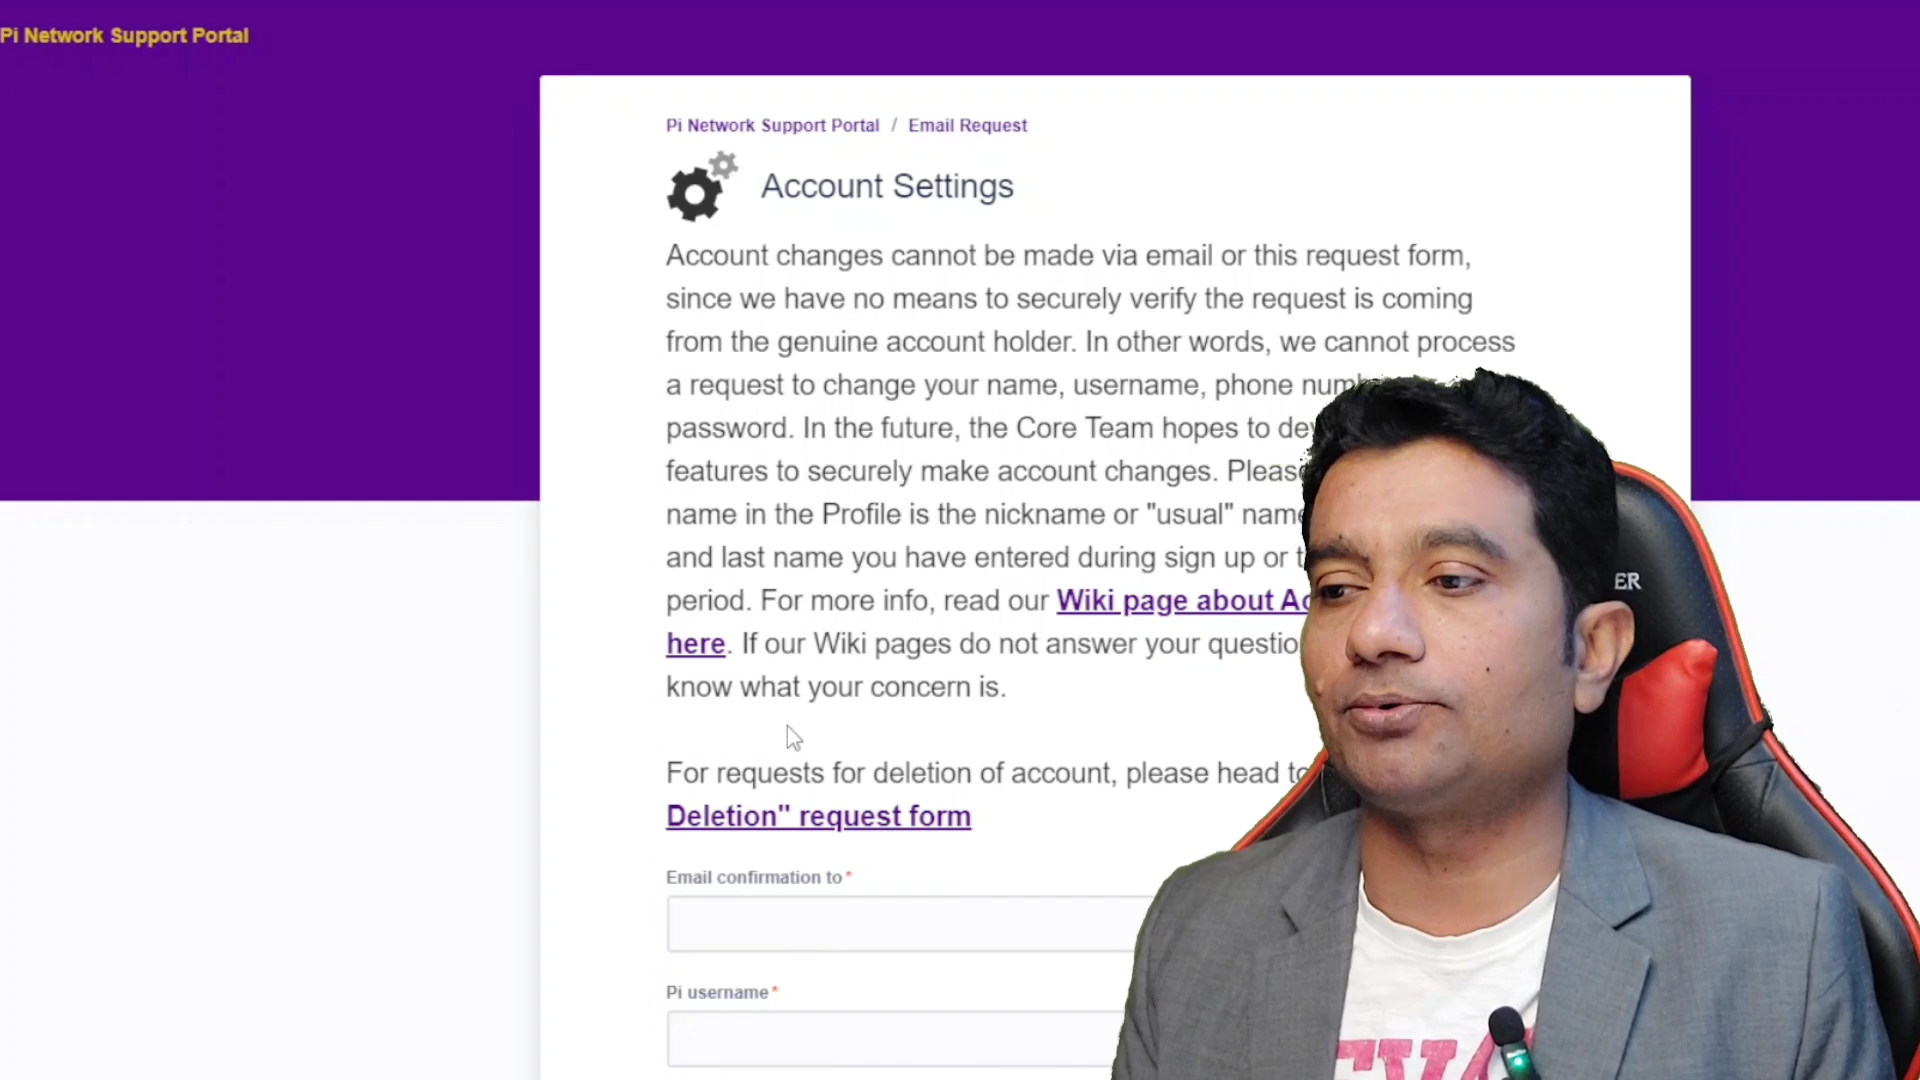 Pi Network Support Portal
Pi Network Support Portal / Email Request
Account Settings
Account changes cannot be made via email or this request form,
since we have no means to securely verify the request is coming
from the genuine account holder. In other words, we cannot process
a request to change your name, username, phone
password. In the future, the Core Team hopes to
features to securely make account changes.
name in the Profile is the nickname or "usual" name
and last name you have entered during sign up or
period. For more info, read our Wiki page about
here. If our Wiki pages do not answer your
know what your concern is.
For requests for deletion of account, please head to
Deletion" request form
Email confirmation to*
Pi username*
ER